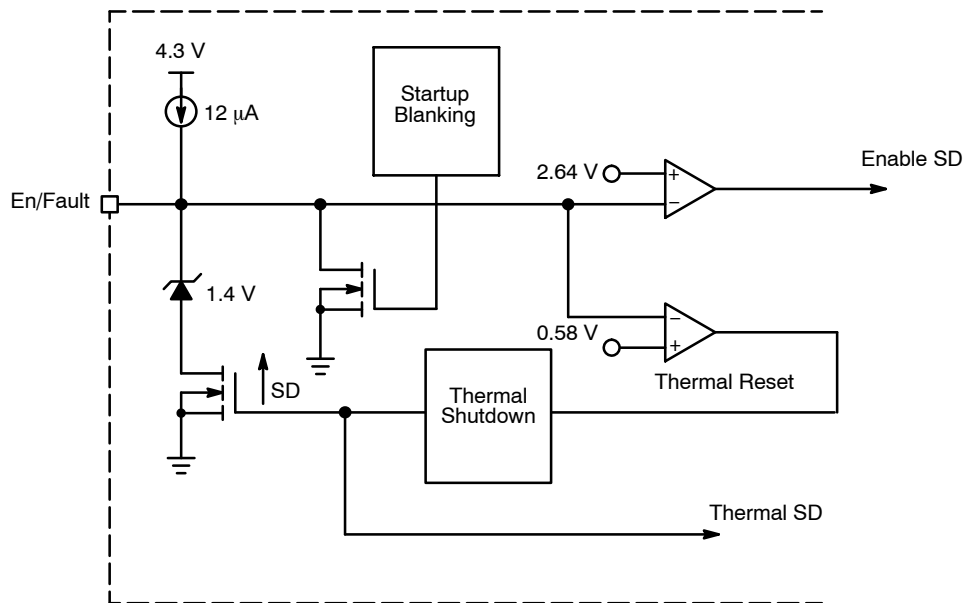 4.3 V
12 μA
Startup
Blanking
En/Fault
2.64 V
+
−
Enable SD
1.4 V
0.58 V
−
+
Thermal Reset
SD
Thermal
Shutdown
Thermal SD